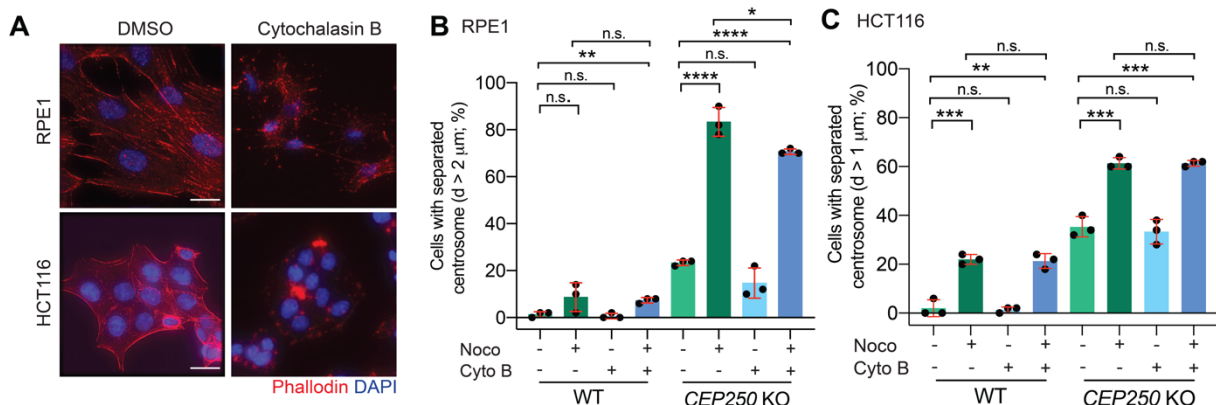 A
DMSO
Cytochalasin B
RPE1
HCT116
Phallodin DAPI
B
RPE1
n.s.
*
**
****
n.s.
n.s.
n.s.
****
Cells with separated
centrosome (d > 2 µm; %)
100
80
60
40
20
0
Noco - + - + - + - +
Cyto B - - + + - - + +
WT
CEP250 KO
C
HCT116
n.s.
n.s.
**
***
n.s.
n.s.
***
***
Cells with separated
centrosome (d > 1 µm; %)
100
80
60
40
20
0
Noco - + - + - + - +
Cyto B - - + + - - + +
WT
CEP250 KO